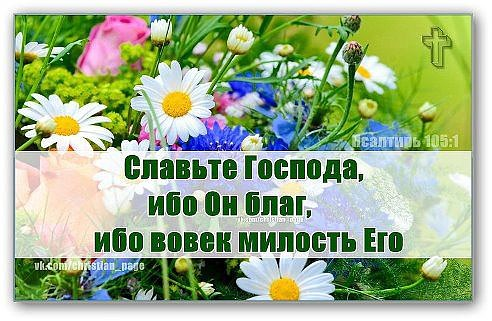 Псалтирь 105:1
Славьте Господа,
ибо Он благ,
ибо вовек милость Его
vk.com/christian_page